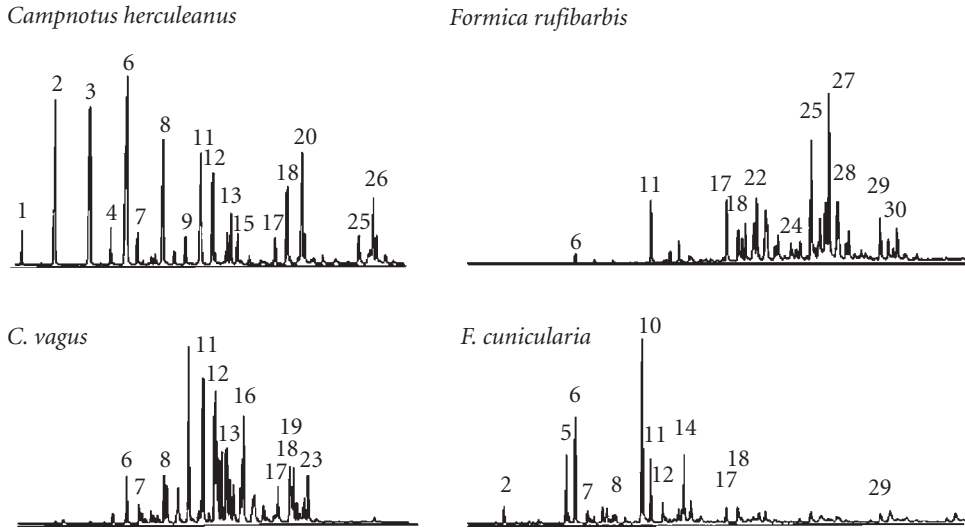 Campnotus herculeanus
1 2 3 4 6 7 8 9 11 12 13 15 17 18 20 25 26
Formica rufibarbis
6 11 17 18 22 24 25 27 28 29 30
C. vagus
6 7 8 11 12 13 16 17 18 19 23
F. cunicularia
2 5 6 7 8 10 11 12 14 17 18 29